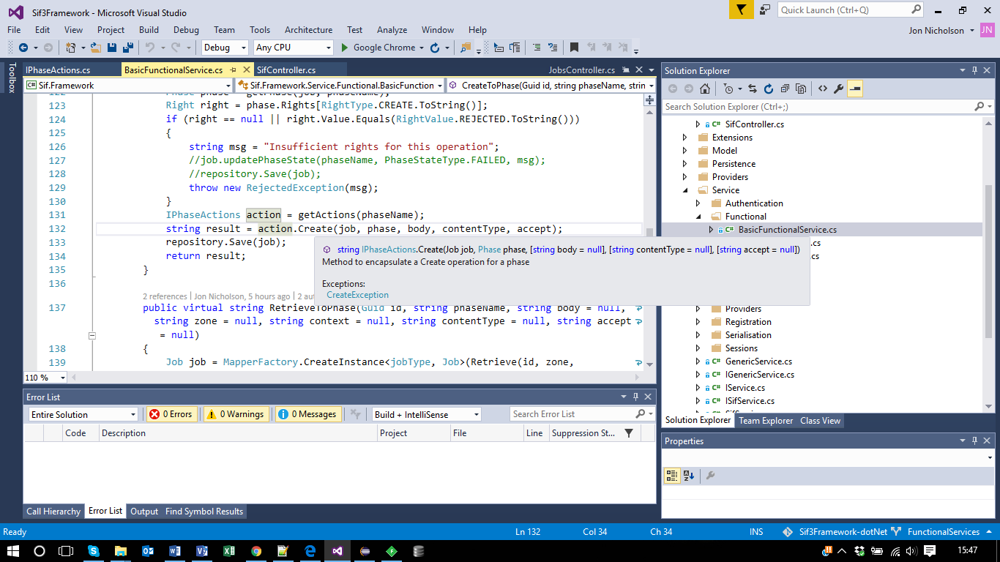 Sif3Framework - Microsoft Visual Studio
Quick Launch (Ctrl+Q)
File Edit View Project Build Debug Team Tools Architecture Test Analyze Window Help
Jon Nicholson JN
Debug Any CPU Google Chrome
Toolbox
IPhaseActions.cs BasicFunctionalService.cs SifController.cs JobsController.cs
Sif.Framework Sif.Framework.Service.Functional.BasicFunction CreateToPhase(Guid id, string phaseName, strin
122 Phase phase = getPhase(job, phaseName);
123 Right right = phase.Rights[RightType.CREATE.ToString()];
124 if (right == null || right.Value.Equals(RightValue.REJECTED.ToString()))
125 {
126 string msg = "Insufficient rights for this operation";
127 //job.updatePhaseState(phaseName, PhaseStateType.FAILED, msg);
128 //repository.Save(job);
129 throw new RejectedException(msg);
130 }
131 IPhaseActions action = getActions(phaseName);
132 string result = action.Create(job, phase, body, contentType, accept);
133 repository.Save(job);
134 return result;
135 }
136
string IPhaseActions.Create(Job job, Phase phase, [string body = null], [string contentType = null], [string accept = null])
Method to encapsulate a Create operation for a phase
Exceptions:
CreateException
2 references | Jon Nicholson, 5 hours ago | 2 au
137 public virtual string RetrieveToPhase(Guid id, string phaseName, string body = null,
string zone = null, string context = null, string contentType = null, string accept
= null)
138 {
139 Job job = MapperFactory.CreateInstance<jobType, Job>(Retrieve(id, zone,
110 %
Solution Explorer
Search Solution Explorer (Ctrl+;)
C# SifController.cs
Extensions
Model
Persistence
Providers
Service
Authentication
Functional
C# BasicFunctionalService.cs
.cs
cs
Providers
Registration
Serialisation
Sessions
C# GenericService.cs
C# IGenericService.cs
C# IService.cs
C# ISifService.cs
Solution Explorer Team Explorer Class View
Properties
Error List
Entire Solution 0 Errors 0 Warnings 0 Messages Build + IntelliSense Search Error List
Code Description Project File Line Suppression St...
Call Hierarchy Error List Output Find Symbol Results
Ready Ln 132 Col 34 Ch 34 INS Sif3Framework-dotNet FunctionalServices
15:47